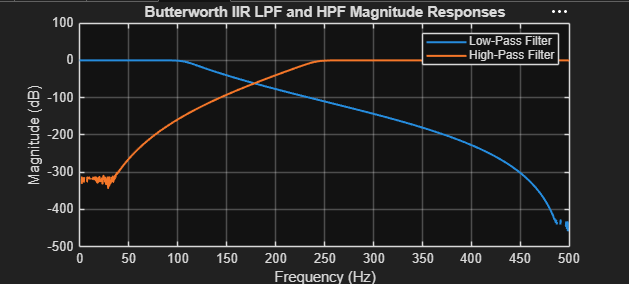 Butterworth IIR LPF and HPF Magnitude Responses
Low-Pass Filter
High-Pass Filter
Magnitude (dB)
100
0
-100
-200
-300
-400
-500
0 50 100 150 200 250 300 350 400 450 500
Frequency (Hz)